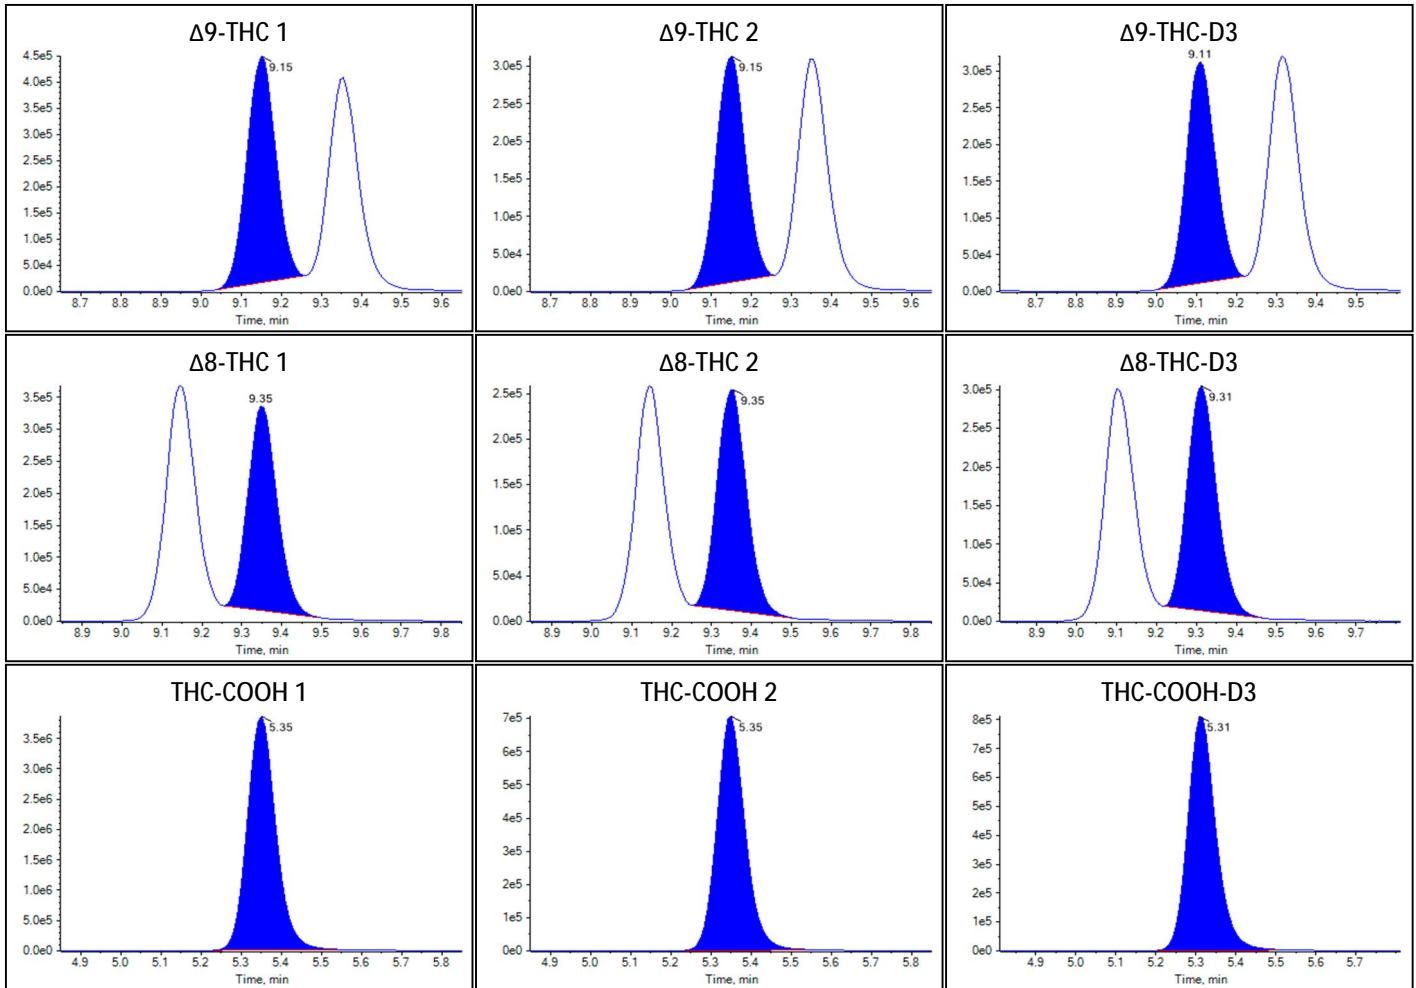 Δ9-THC 1
4.5e5
4.0e5
3.5e5
3.0e5
2.5e5
2.0e5
1.5e5
1.0e5
5.0e4
0.0e0
9.15
8.7 8.8 8.9 9.0 9.1 9.2 9.3 9.4 9.5 9.6
Time, min
Δ9-THC 2
3.0e5
2.5e5
2.0e5
1.5e5
1.0e5
5.0e4
0.0e0
9.15
8.7 8.8 8.9 9.0 9.1 9.2 9.3 9.4 9.5 9.6
Time, min
Δ9-THC-D3
3.0e5
2.5e5
2.0e5
1.5e5
1.0e5
5.0e4
0.0e0
9.11
8.7 8.8 8.9 9.0 9.1 9.2 9.3 9.4 9.5
Time, min
Δ8-THC 1
3.5e5
3.0e5
2.5e5
2.0e5
1.5e5
1.0e5
5.0e4
0.0e0
9.35
8.9 9.0 9.1 9.2 9.3 9.4 9.5 9.6 9.7 9.8
Time, min
Δ8-THC 2
2.5e5
2.0e5
1.5e5
1.0e5
5.0e4
0.0e0
9.35
8.9 9.0 9.1 9.2 9.3 9.4 9.5 9.6 9.7 9.8
Time, min
Δ8-THC-D3
3.0e5
2.5e5
2.0e5
1.5e5
1.0e5
5.0e4
0.0e0
9.31
8.9 9.0 9.1 9.2 9.3 9.4 9.5 9.6 9.7
Time, min
THC-COOH 1
3.5e6
3.0e6
2.5e6
2.0e6
1.5e6
1.0e6
5.0e5
0.0e0
5.35
4.9 5.0 5.1 5.2 5.3 5.4 5.5 5.6 5.7 5.8
Time, min
THC-COOH 2
7e5
6e5
5e5
4e5
3e5
2e5
1e5
0e0
5.35
4.9 5.0 5.1 5.2 5.3 5.4 5.5 5.6 5.7 5.8
Time, min
THC-COOH-D3
8e5
7e5
6e5
5e5
4e5
3e5
2e5
1e5
0e0
5.31
4.9 5.0 5.1 5.2 5.3 5.4 5.5 5.6 5.7
Time, min